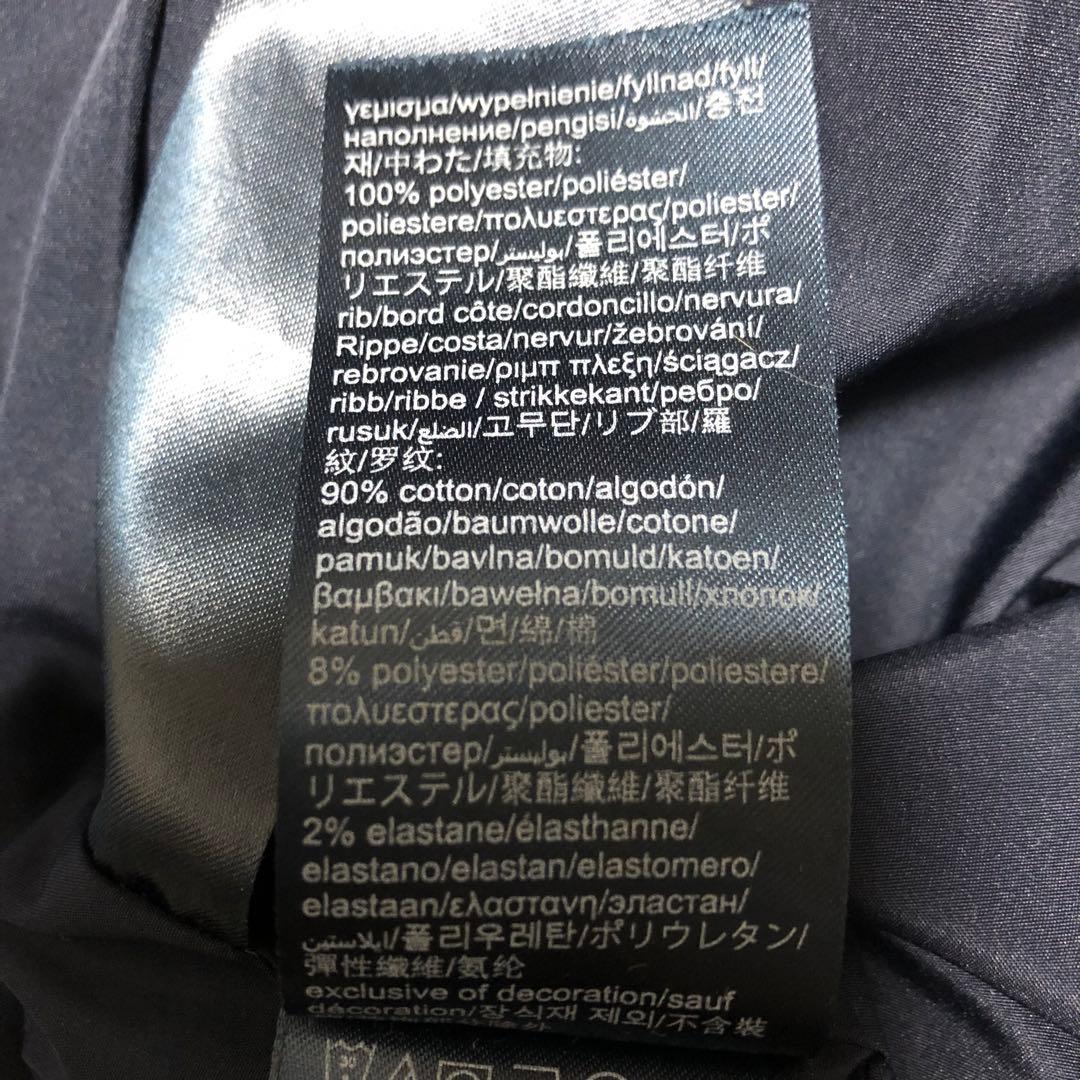 γεμισμα/wypełnienie/fyllnad/fyll/
наполнение/pengisi/الحشوة/충전
재/中わた/填充物:
100% polyester/poliéster/
poliestere/πολυεστερας/poliester/
полиэстер/بوليستر/폴리에스터/ポ
リエステル/聚酯纖維/聚酯纤维
rib/bord côte/cordoncillo/nervura/
Rippe/costa/nervur/žebrování/
rebrovanie/ριμπ πλεξη/ściągacz/
ribb/ribbe / strikkekant/ребро/
rusuk/الضلع/고무단/リブ部/羅
紋/罗纹:
90% cotton/coton/algodón/
algodão/baumwolle/cotone/
pamuk/bavlna/bomuld/katoen/
βαμβακι/bawełna/bomull/хлопок/
katun/قطن/면/綿/棉
8% polyester/poliéster/poliestere/
πολυεστερας/poliester/
полиэстер/بوليستر/폴리에스터/ポ
リエステル/聚酯纖維/聚酯纤维
2% elastane/élasthanne/
elastano/elastan/elastomero/
elastaan/ελαστανη/эластан/
ايلاستين/폴리우레탄/ポリウレタン/
彈性纖維/氨纶
exclusive of decoration/sauf
décoration/장식재 제외/不含裝